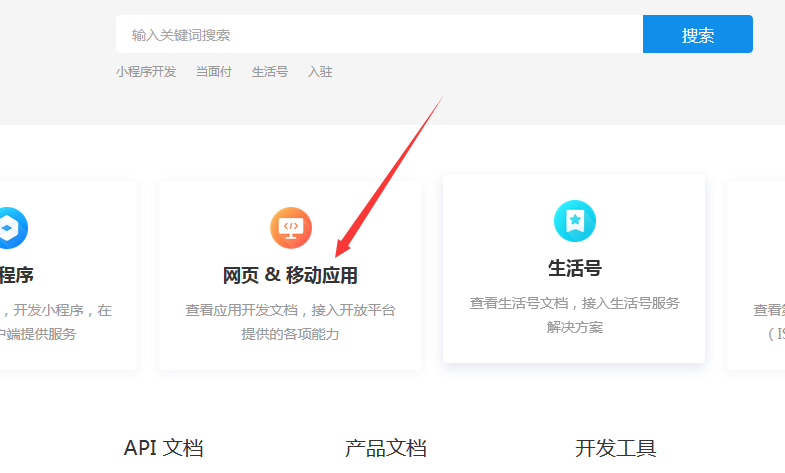 输入关键词搜索
搜索
小程序开发 当面付 生活号 入驻
程序
，开发小程序，在
户端提供服务
网页 & 移动应用
查看应用开发文档，接入开放平台
提供的各项能力
生活号
查看生活号文档，接入生活号服务
解决方案
查看
（IS
API 文档
产品文档
开发工具